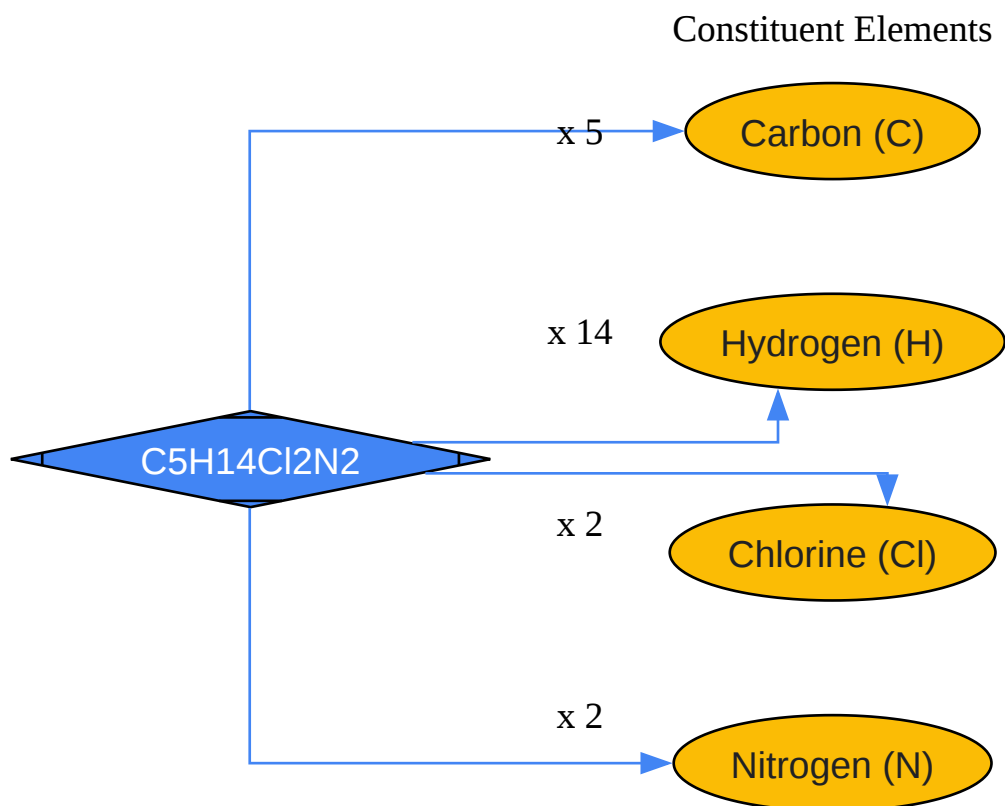 Constituent Elements
x 5
Carbon (C)
x 14
Hydrogen (H)
C5H14Cl2N2
x 2
Chlorine (Cl)
x 2
Nitrogen (N)